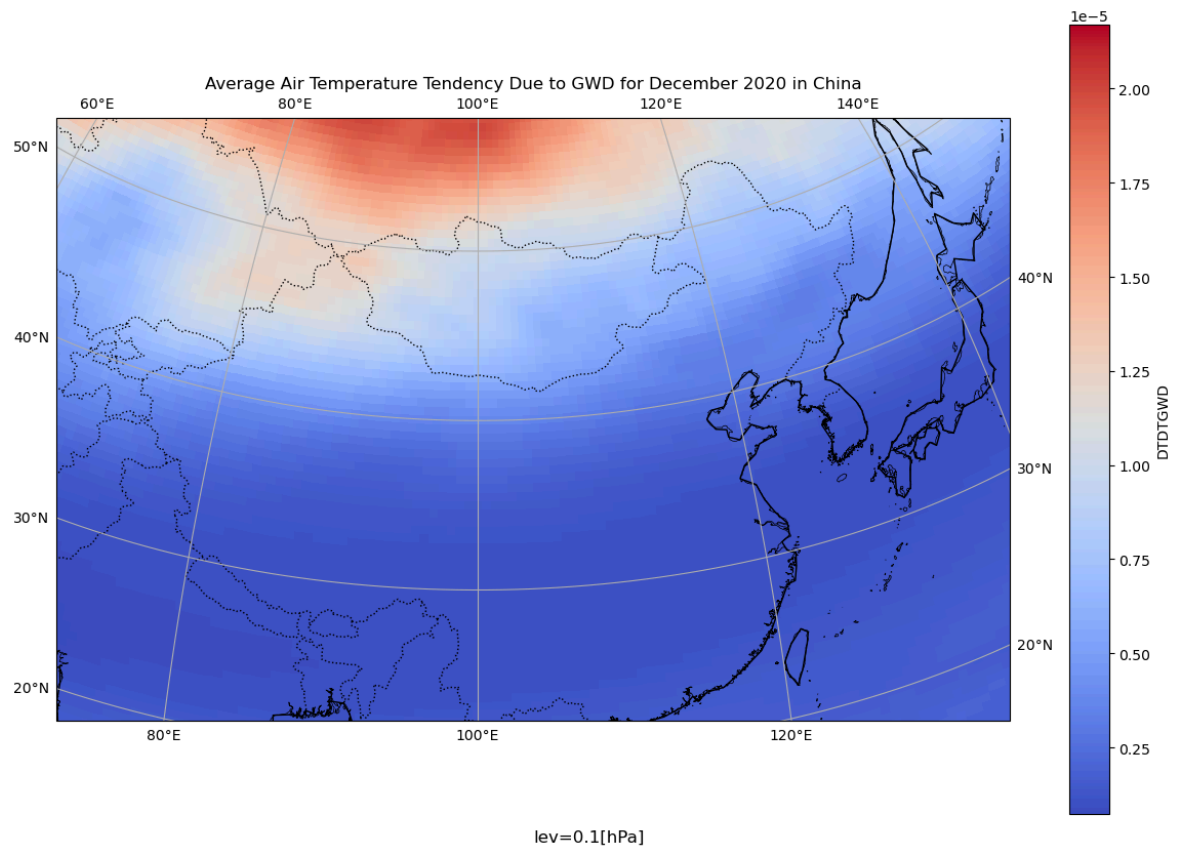 1e−5
Average Air Temperature Tendency Due to GWD for December 2020 in China
60°E 80°E 100°E 120°E 140°E
50°N
40°N
30°N
20°N
40°N
30°N
20°N
80°E 100°E 120°E
2.00
1.75
1.50
1.25
1.00
0.75
0.50
0.25
DTDTGWD
lev=0.1[hPa]